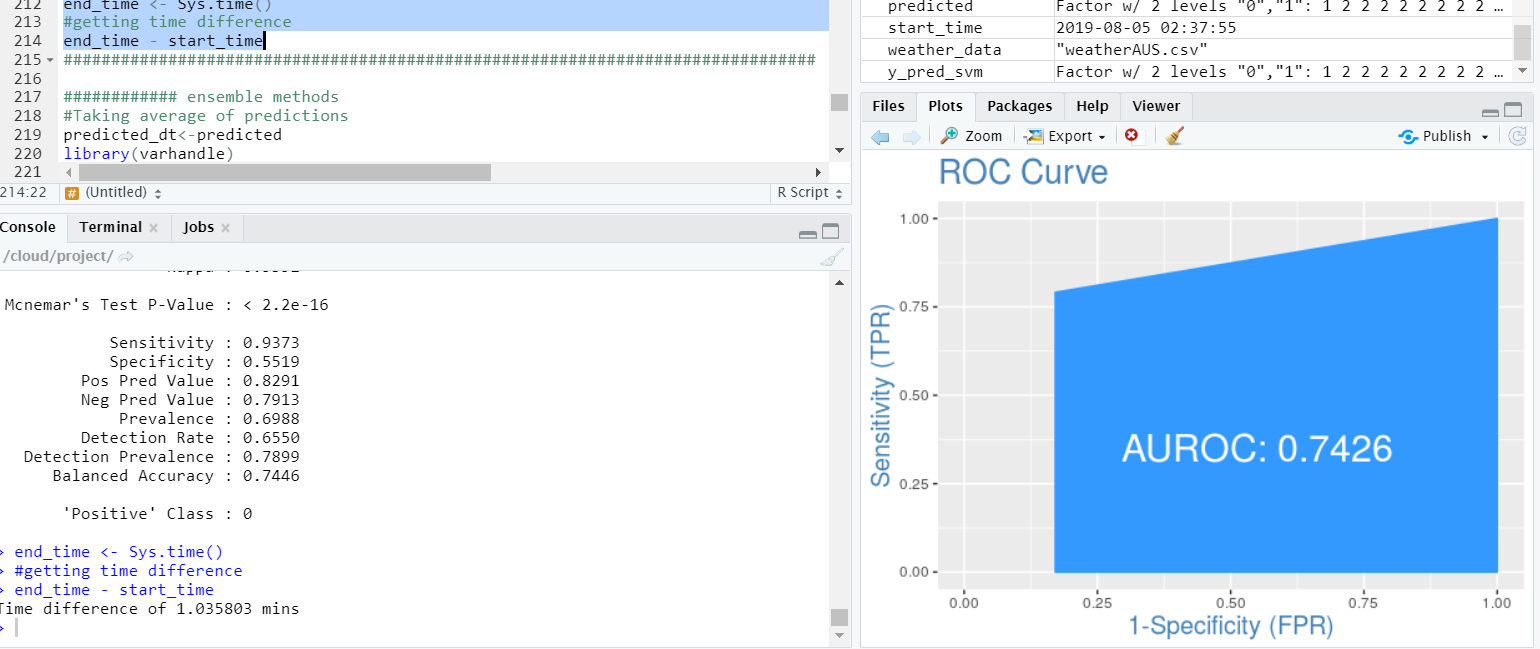 212 end_time <- Sys.time()
213 #getting time difference
214 end_time - start_time
215 ###############################################################################
216
217 ############ ensemble methods
218 #Taking average of predictions
219 predicted_dt<-predicted
220 library(varhandle)
221
214:22 # (Untitled) R Script
Console Terminal Jobs
/cloud/project/
Mcnemar's Test P-Value : < 2.2e-16
Sensitivity : 0.9373
Specificity : 0.5519
Pos Pred Value : 0.8291
Neg Pred Value : 0.7913
Prevalence : 0.6988
Detection Rate : 0.6550
Detection Prevalence : 0.7899
Balanced Accuracy : 0.7446
'Positive' Class : 0
> end_time <- Sys.time()
> #getting time difference
> end_time - start_time
Time difference of 1.035803 mins
>
predicted Factor w/ 2 levels "0","1": 1 2 2 2 2 2 2 2 2 …
start_time 2019-08-05 02:37:55
weather_data "weatherAUS.csv"
y_pred_svm Factor w/ 2 levels "0","1": 1 2 2 2 2 2 2 2 2 …
Files Plots Packages Help Viewer
Zoom Export Publish
ROC Curve
1.00
0.75
0.50
0.25
0.00
Sensitivity (TPR)
AUROC: 0.7426
0.00 0.25 0.50 0.75 1.00
1-Specificity (FPR)